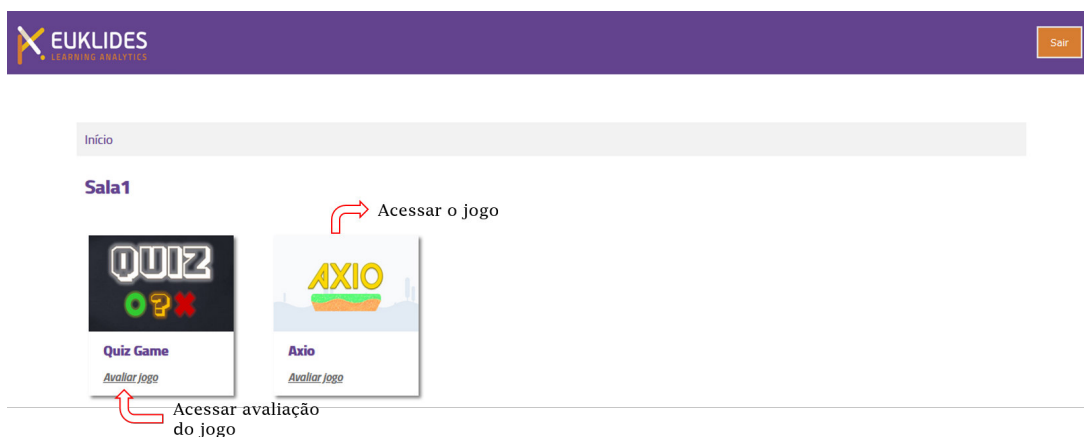 EUKLIDES
LEARNING ANALYTICS
Sair
Início
Sala1
Acessar o jogo
QUIZ
AXIO
Quiz Game
Axio
Avaliar jogo
Avaliar jogo
Acessar avaliação
do jogo